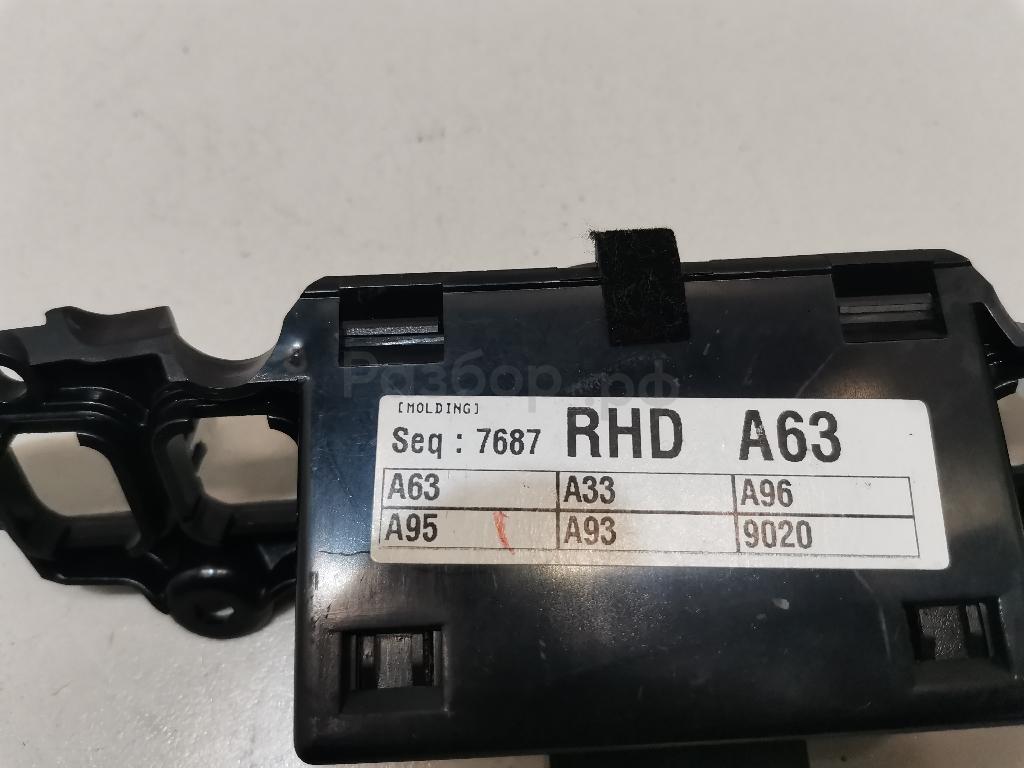 Разбор.рф
[MOLDING]
Seq : 7687 RHD A63
A63 A33 A96
A95 A93 9020